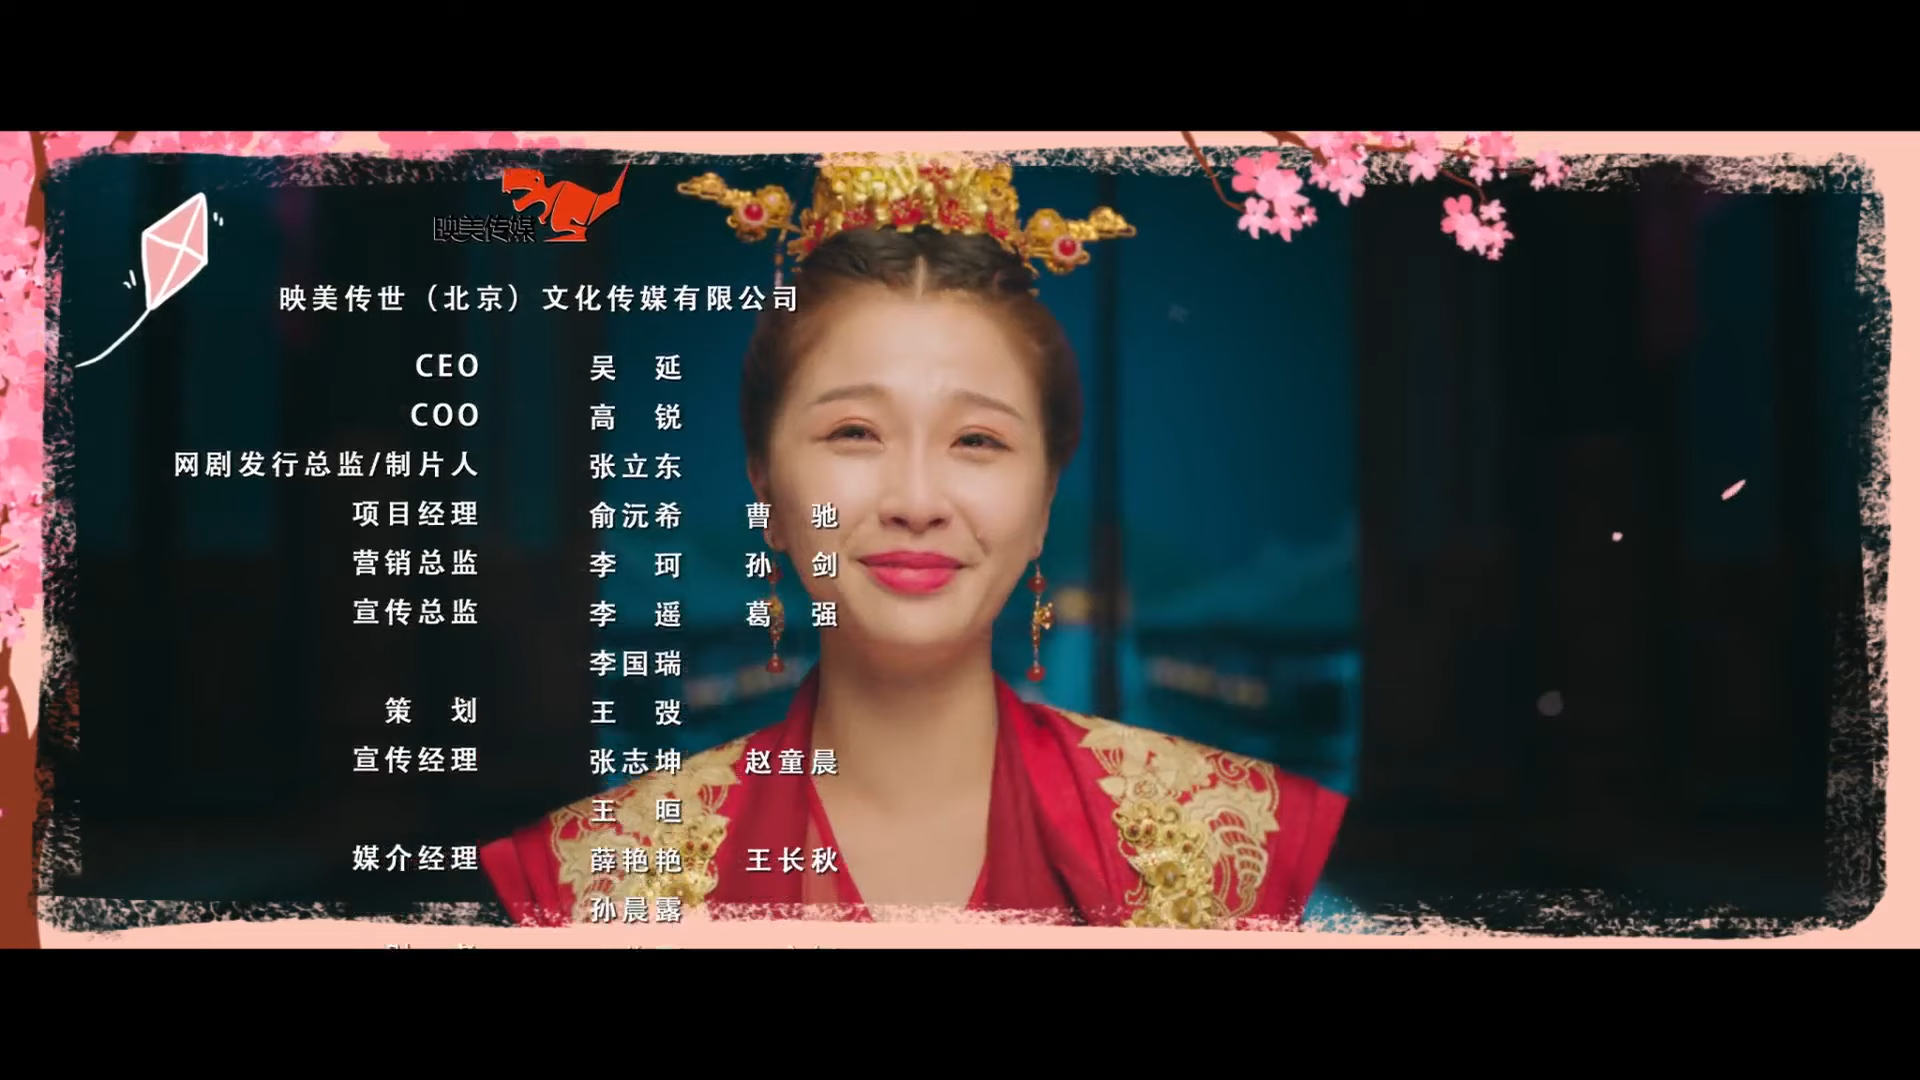 映美传媒
映美传世（北京）文化传媒有限公司
CEO 吴 延
COO 高 锐
网剧发行总监/制片人 张立东
项目经理 俞沅希 曹 驰
营销总监 李 珂 孙 剑
宣传总监 李 遥 葛 强
李国瑞
策 划 王 弢
宣传经理 张志坤 赵童晨
王 晅
媒介经理 薛艳艳 王长秋
孙晨露